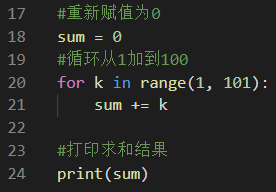 17 #重新赋值为0
18 sum = 0
19 #循环从1加到100
20 for k in range(1, 101):
21     sum += k
22
23 #打印求和结果
24 print(sum)